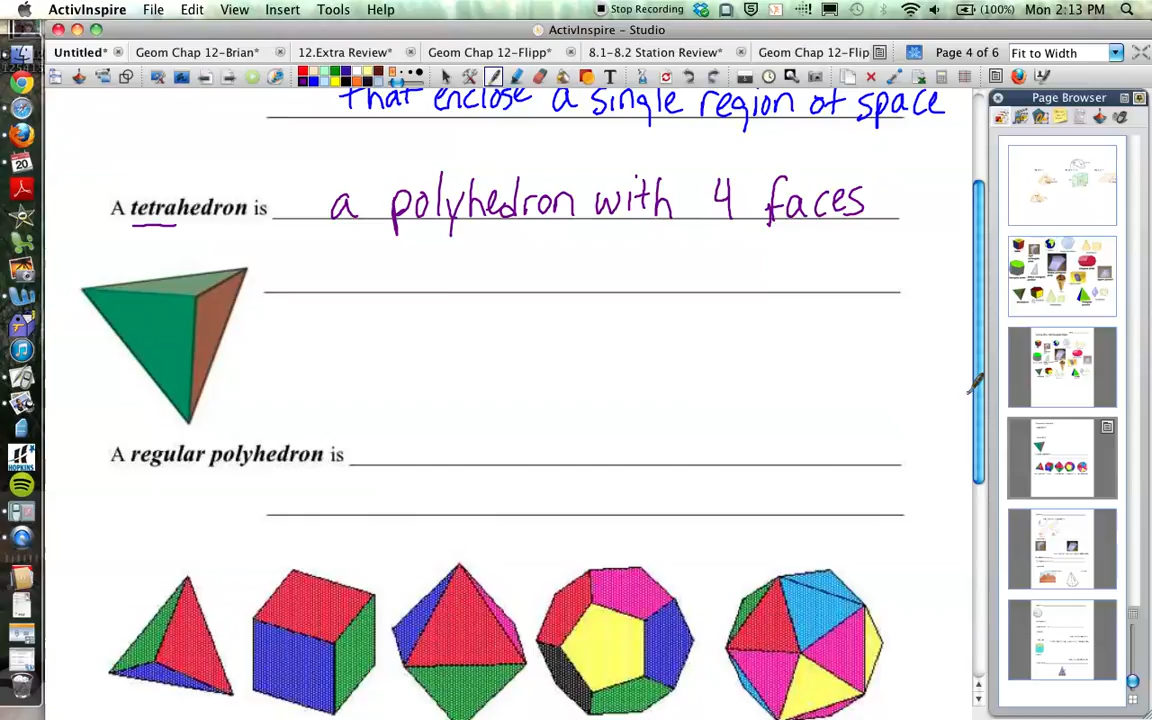 ActivInspire File Edit View Insert Tools Help Stop Recording (100%) Mon 2:13 PM
ActivInspire - Studio
Untitled* Geom Chap 12-Brian* 12.Extra Review* Geom Chap 12-Flipp* 8.1-8.2 Station Review* Geom Chap 12-Flip Page 4 of 6 Fit to Width
Page Browser
that enclose a single region of space
A tetrahedron is a polyhedron with 4 faces
A regular polyhedron is